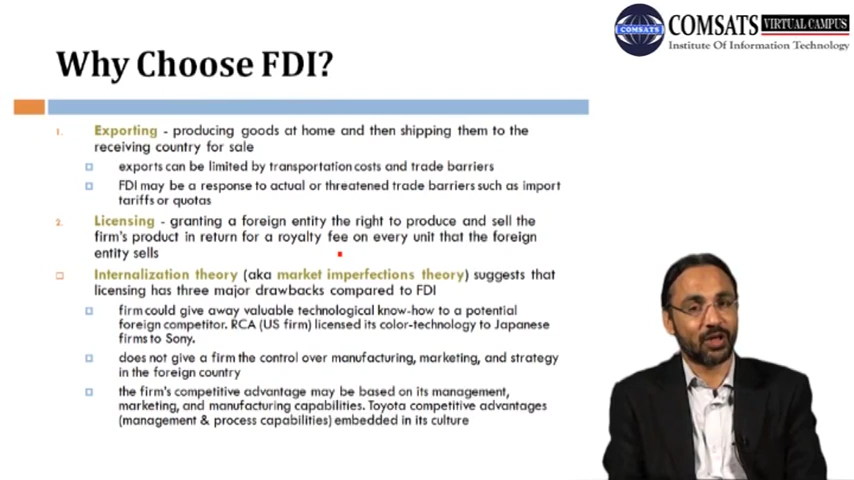 COMSATS
COMSATS VIRTUAL CAMPUS
Institute Of Information Technology
Why Choose FDI?
1. Exporting - producing goods at home and then shipping them to the
receiving country for sale
exports can be limited by transportation costs and trade barriers
FDI may be a response to actual or threatened trade barriers such as import
tariffs or quotas
2. Licensing - granting a foreign entity the right to produce and sell the
firm's product in return for a royalty fee on every unit that the foreign
entity sells
Internalization theory (aka market imperfections theory) suggests that
licensing has three major drawbacks compared to FDI
firm could give away valuable technological know-how to a potential
foreign competitor. RCA (US firm) licensed its color-technology to Japanese
firms to Sony.
does not give a firm the control over manufacturing, marketing, and strategy
in the foreign country
the firm's competitive advantage may be based on its management,
marketing, and manufacturing capabilities. Toyota competitive advantages
(management & process capabilities) embedded in its culture